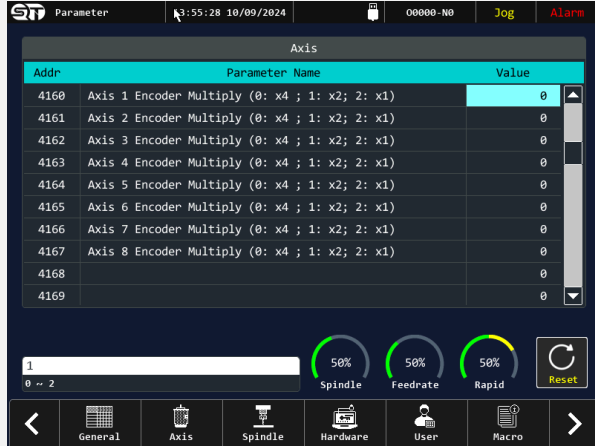 ST Parameter 13:55:28 10/09/2024 O0000-N0 Jog Alarm
Axis
Addr Parameter Name Value
4160 Axis 1 Encoder Multiply (0: x4 ; 1: x2; 2: x1) 0
4161 Axis 2 Encoder Multiply (0: x4 ; 1: x2; 2: x1) 0
4162 Axis 3 Encoder Multiply (0: x4 ; 1: x2; 2: x1) 0
4163 Axis 4 Encoder Multiply (0: x4 ; 1: x2; 2: x1) 0
4164 Axis 5 Encoder Multiply (0: x4 ; 1: x2; 2: x1) 0
4165 Axis 6 Encoder Multiply (0: x4 ; 1: x2; 2: x1) 0
4166 Axis 7 Encoder Multiply (0: x4 ; 1: x2; 2: x1) 0
4167 Axis 8 Encoder Multiply (0: x4 ; 1: x2; 2: x1) 0
4168 0
4169 0
1
0 ~ 2
50% 50% 50%
Spindle Feedrate Rapid Reset
General Axis Spindle Hardware User Macro